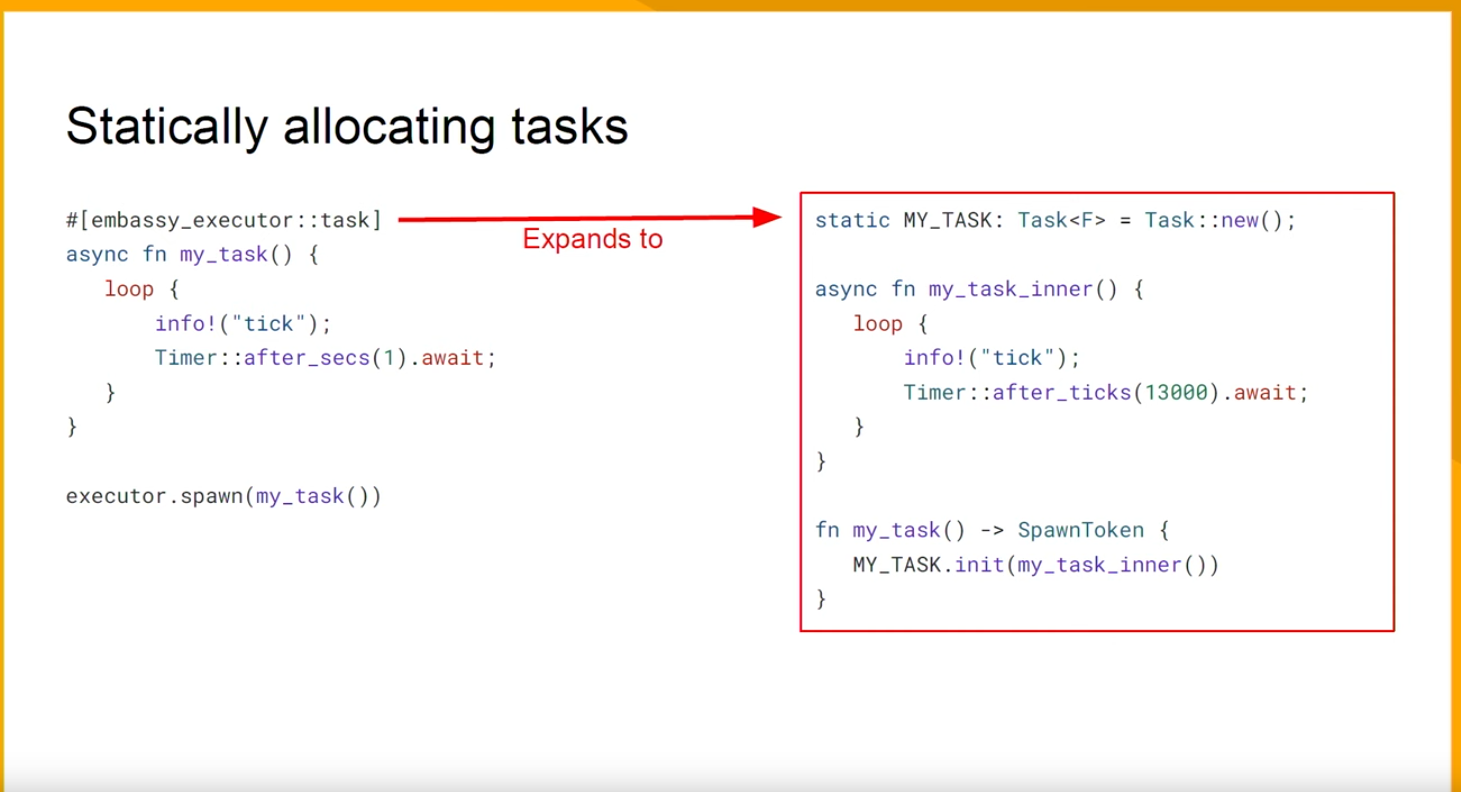 Statically allocating tasks
#[embassy_executor::task]
async fn my_task() {
loop {
info!("tick");
Timer::after_secs(1).await;
}
}
executor.spawn(my_task())
Expands to
static MY_TASK: Task<F> = Task::new();
async fn my_task_inner() {
loop {
info!("tick");
Timer::after_ticks(13000).await;
}
}
fn my_task() -> SpawnToken {
MY_TASK.init(my_task_inner())
}